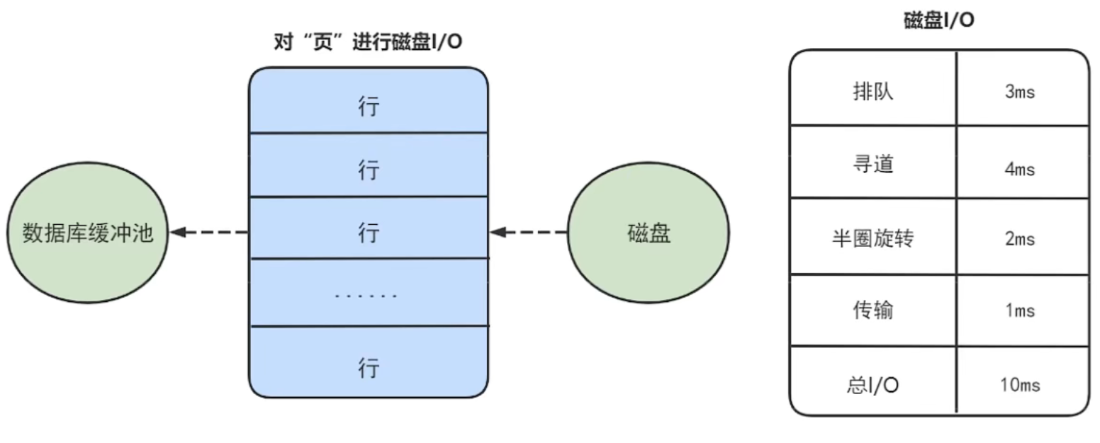 对“页”进行磁盘I/O
行
行
行
······
行
数据库缓冲池
磁盘
磁盘I/O
排队 3ms
寻道 4ms
半圈旋转 2ms
传输 1ms
总I/O 10ms